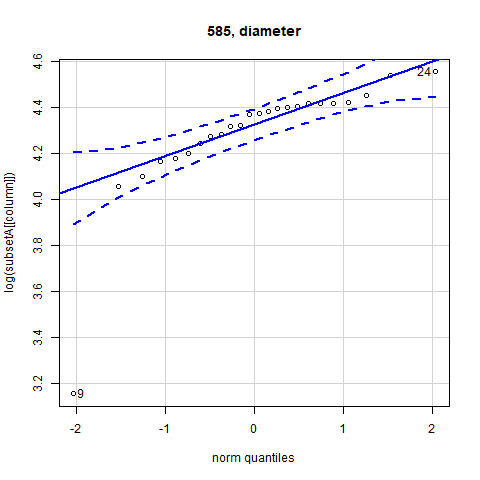 585, diameter
4.6
4.4
4.2
4.0
3.8
3.6
3.4
3.2
log(subsetA[[column]])
24
9
-2 -1 0 1 2
norm quantiles